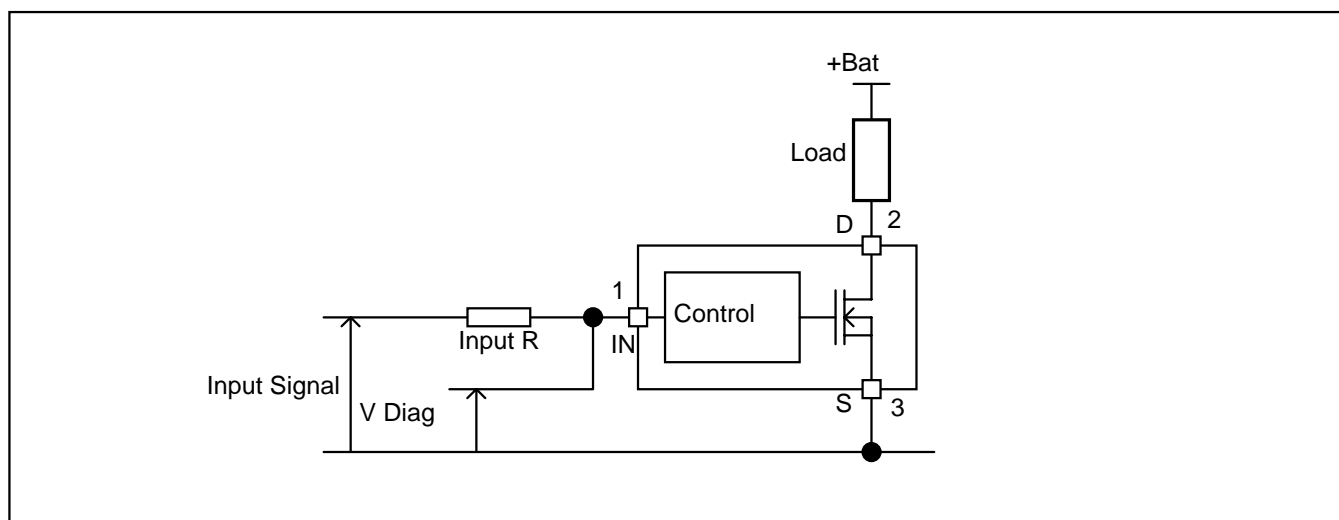 +Bat
Load
D
2
1
Control
Input R
IN
Input Signal
V Diag
S
3